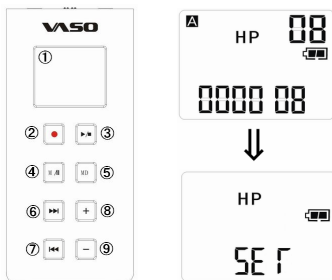 VASO
①
② ③
④ M ⑤
⑥ + ⑧
⑦ − ⑨
A HP 08
0000 08
HP
SET